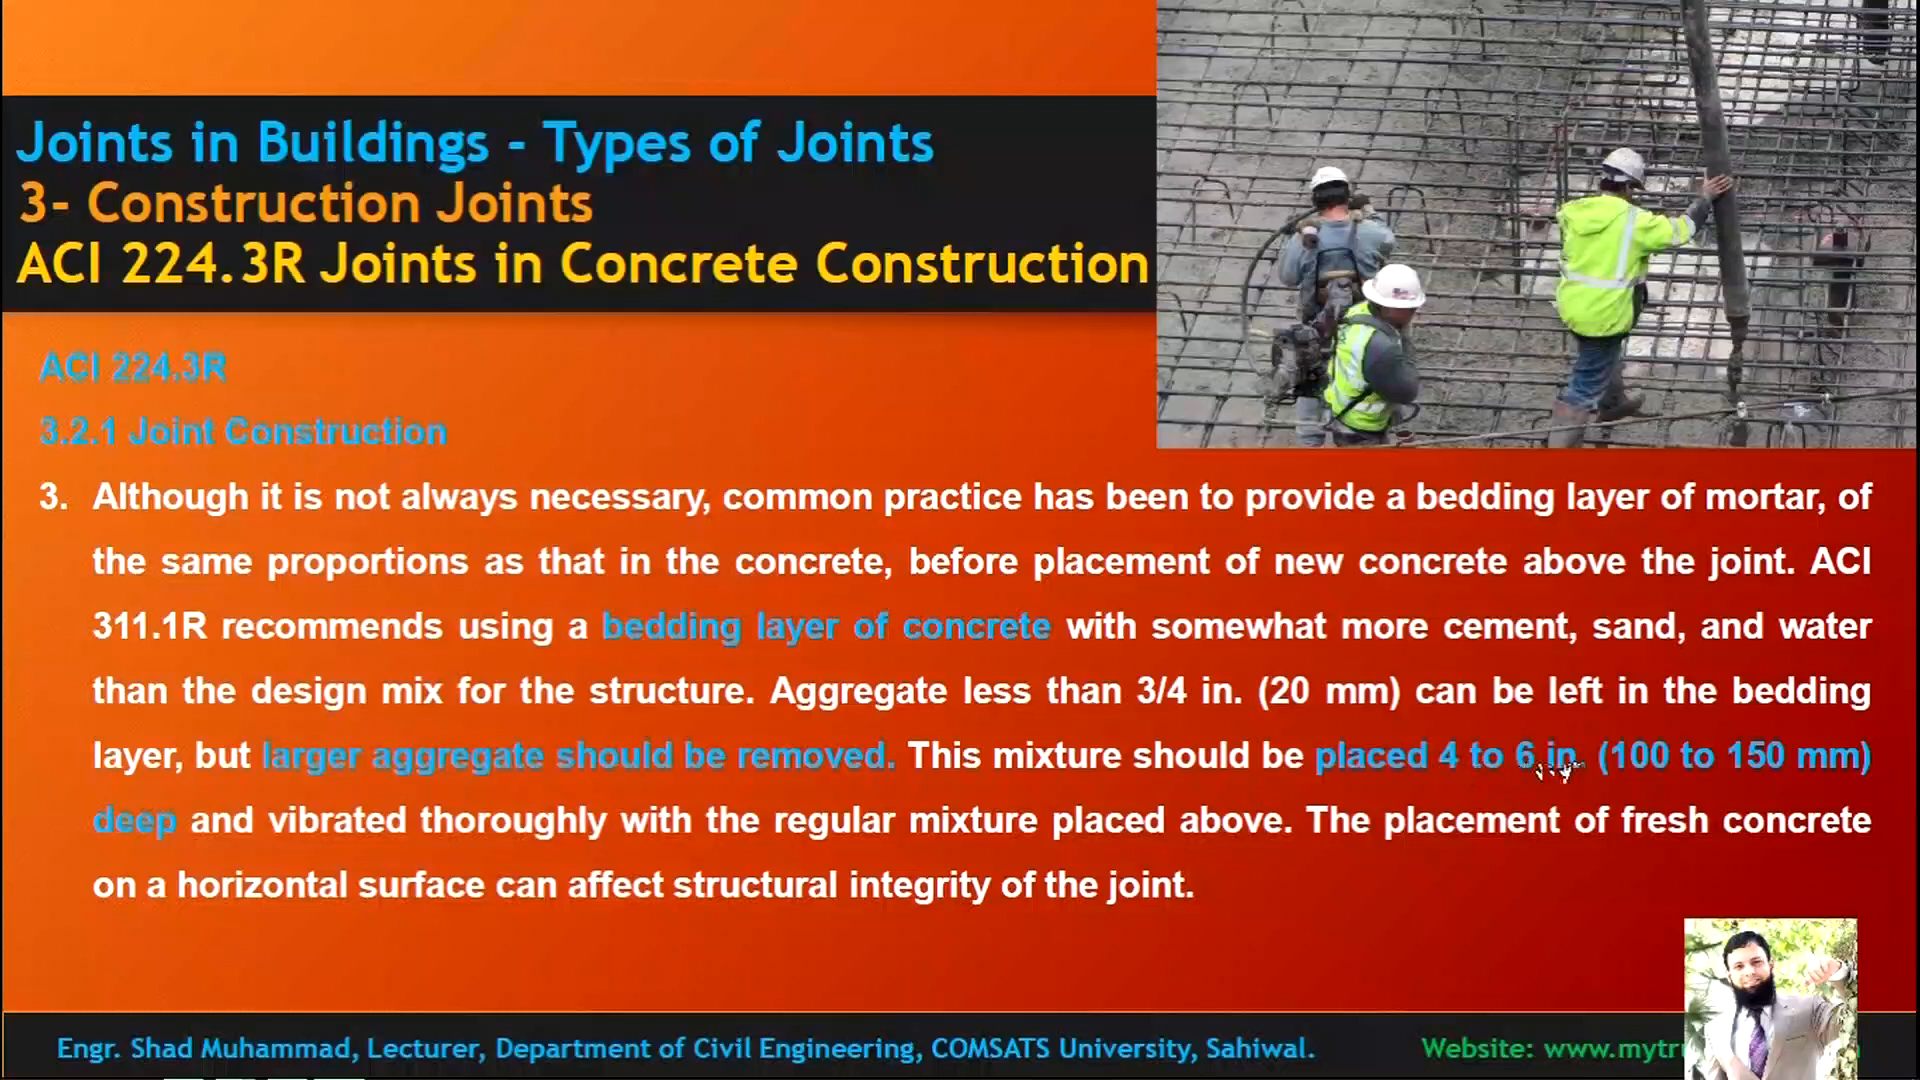 Joints in Buildings - Types of Joints
3- Construction Joints
ACI 224.3R Joints in Concrete Construction
ACI 224.3R
3.2.1 Joint Construction
3. Although it is not always necessary, common practice has been to provide a bedding layer of mortar, of
the same proportions as that in the concrete, before placement of new concrete above the joint. ACI
311.1R recommends using a bedding layer of concrete with somewhat more cement, sand, and water
than the design mix for the structure. Aggregate less than 3/4 in. (20 mm) can be left in the bedding
layer, but larger aggregate should be removed. This mixture should be placed 4 to 6 in. (100 to 150 mm)
deep and vibrated thoroughly with the regular mixture placed above. The placement of fresh concrete
on a horizontal surface can affect structural integrity of the joint.
Engr. Shad Muhammad, Lecturer, Department of Civil Engineering, COMSATS University, Sahiwal. Website: